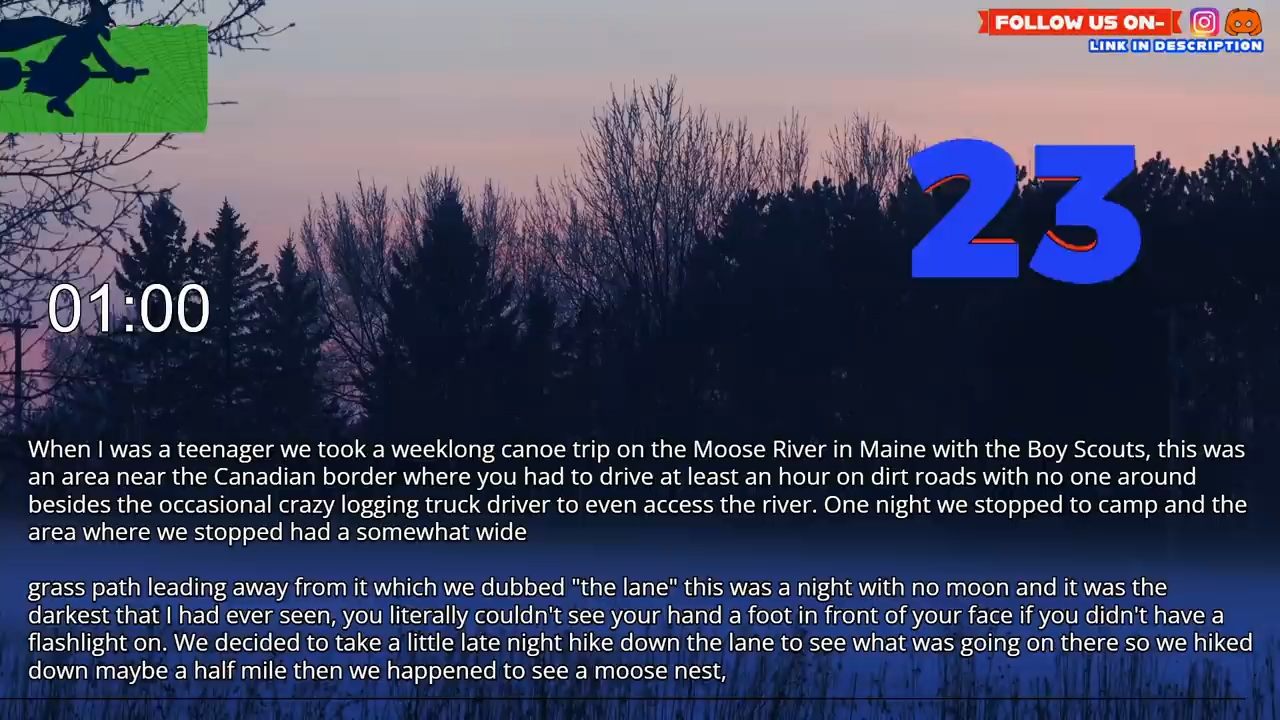 FOLLOW US ON-
LINK IN DESCRIPTION
23
01:00
When I was a teenager we took a weeklong canoe trip on the Moose River in Maine with the Boy Scouts, this was
an area near the Canadian border where you had to drive at least an hour on dirt roads with no one around
besides the occasional crazy logging truck driver to even access the river. One night we stopped to camp and the
area where we stopped had a somewhat wide
grass path leading away from it which we dubbed "the lane" this was a night with no moon and it was the
darkest that I had ever seen, you literally couldn't see your hand a foot in front of your face if you didn't have a
flashlight on. We decided to take a little late night hike down the lane to see what was going on there so we hiked
down maybe a half mile then we happened to see a moose nest,